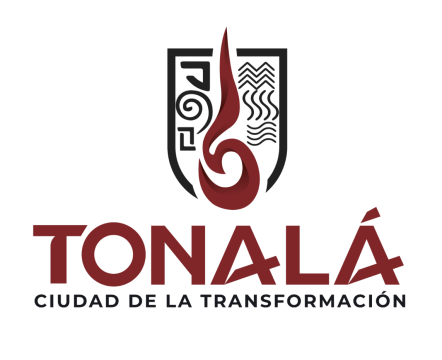 TONALÁ
CIUDAD DE LA TRANSFORMACIÓN